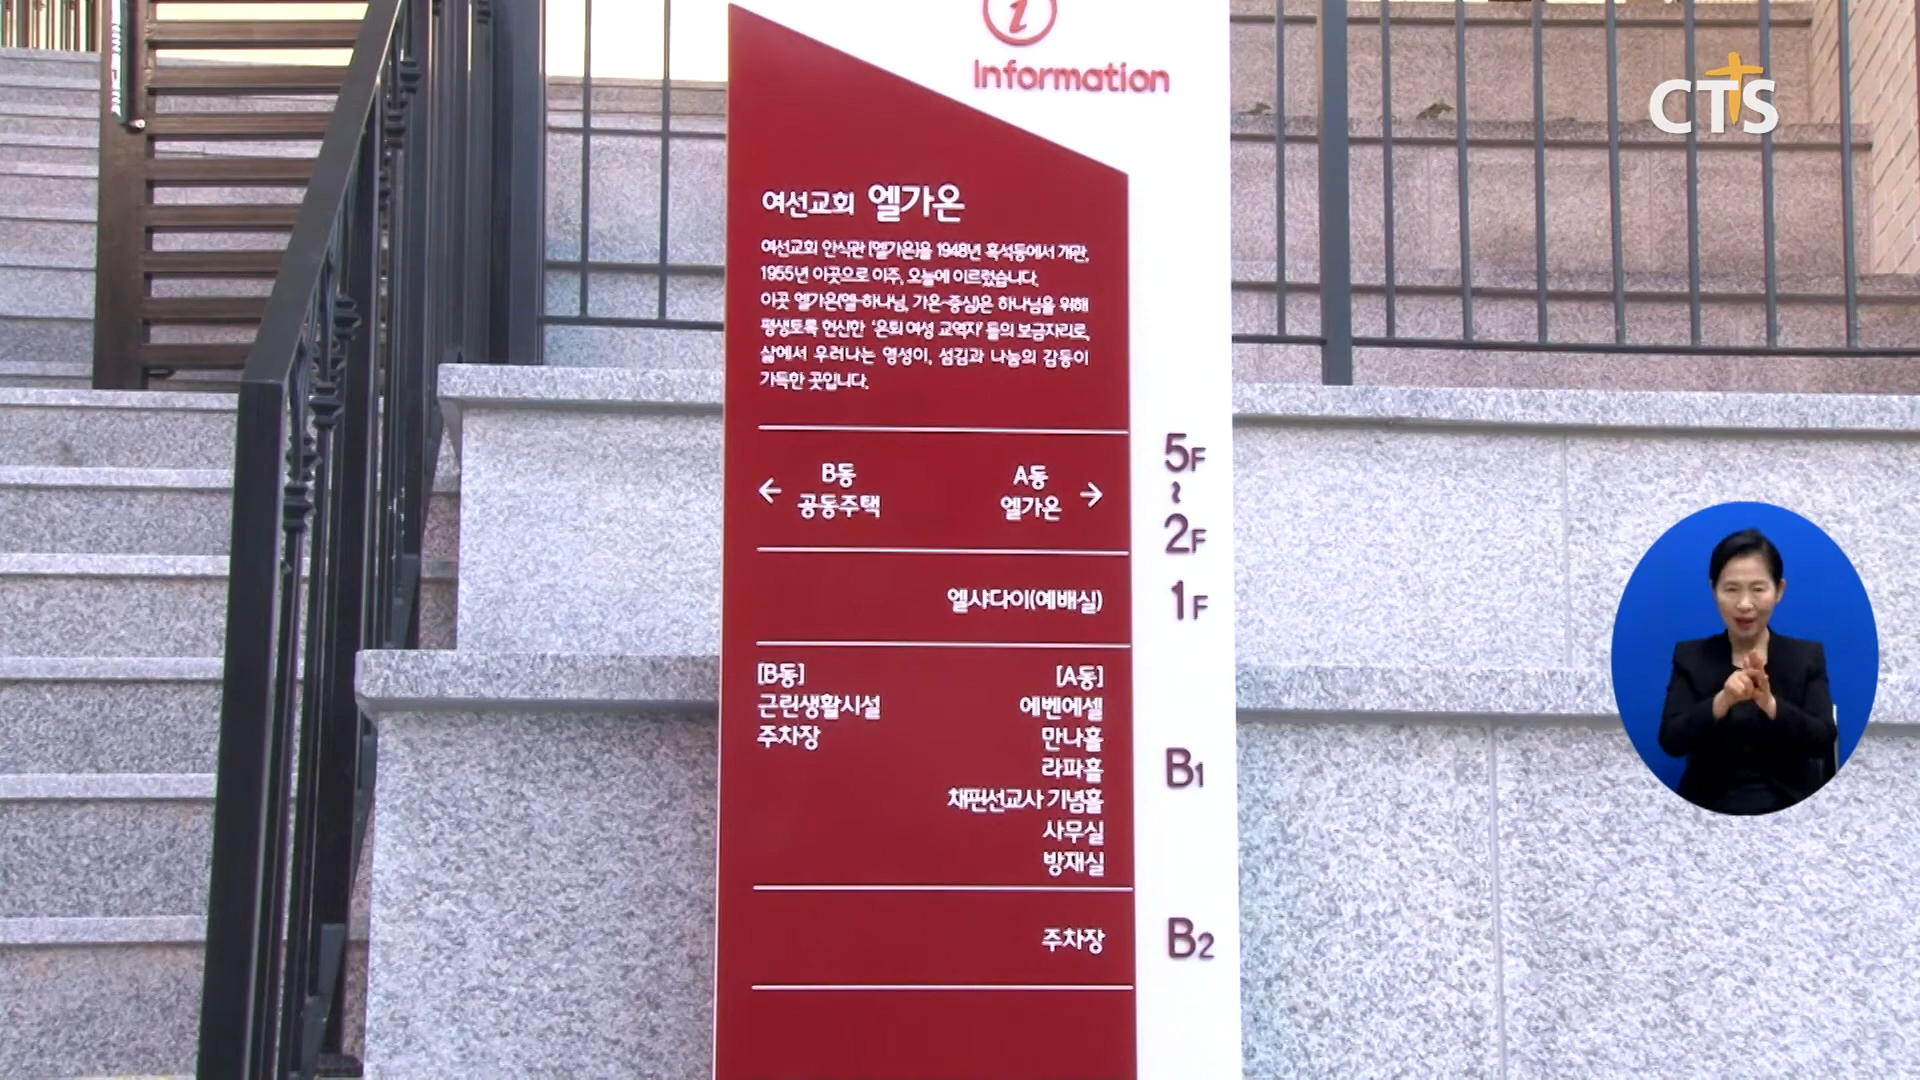 Information
CTS
여선교회 엘가온
여선교회 안식관 [엘가온]을 1948년 흑석동에서 개관,
1955년 이곳으로 이주, 오늘에 이르렀습니다.
이곳 엘가온(엘-하나님, 가온-중심)은 하나님을 위해
평생토록 헌신한 '은퇴 여성 교역자' 들의 보금자리로,
삶에서 우러나는 영성이, 섬김과 나눔의 감동이
가득한 곳입니다.
B동
공동주택
A동
엘가온
5F
~
2F
엘샤다이(예배실)
1F
[B동]
근린생활시설
주차장
[A동]
에벤에셀
만나홀
라파홀
채핀선교사 기념홀
사무실
방재실
B1
주차장
B2